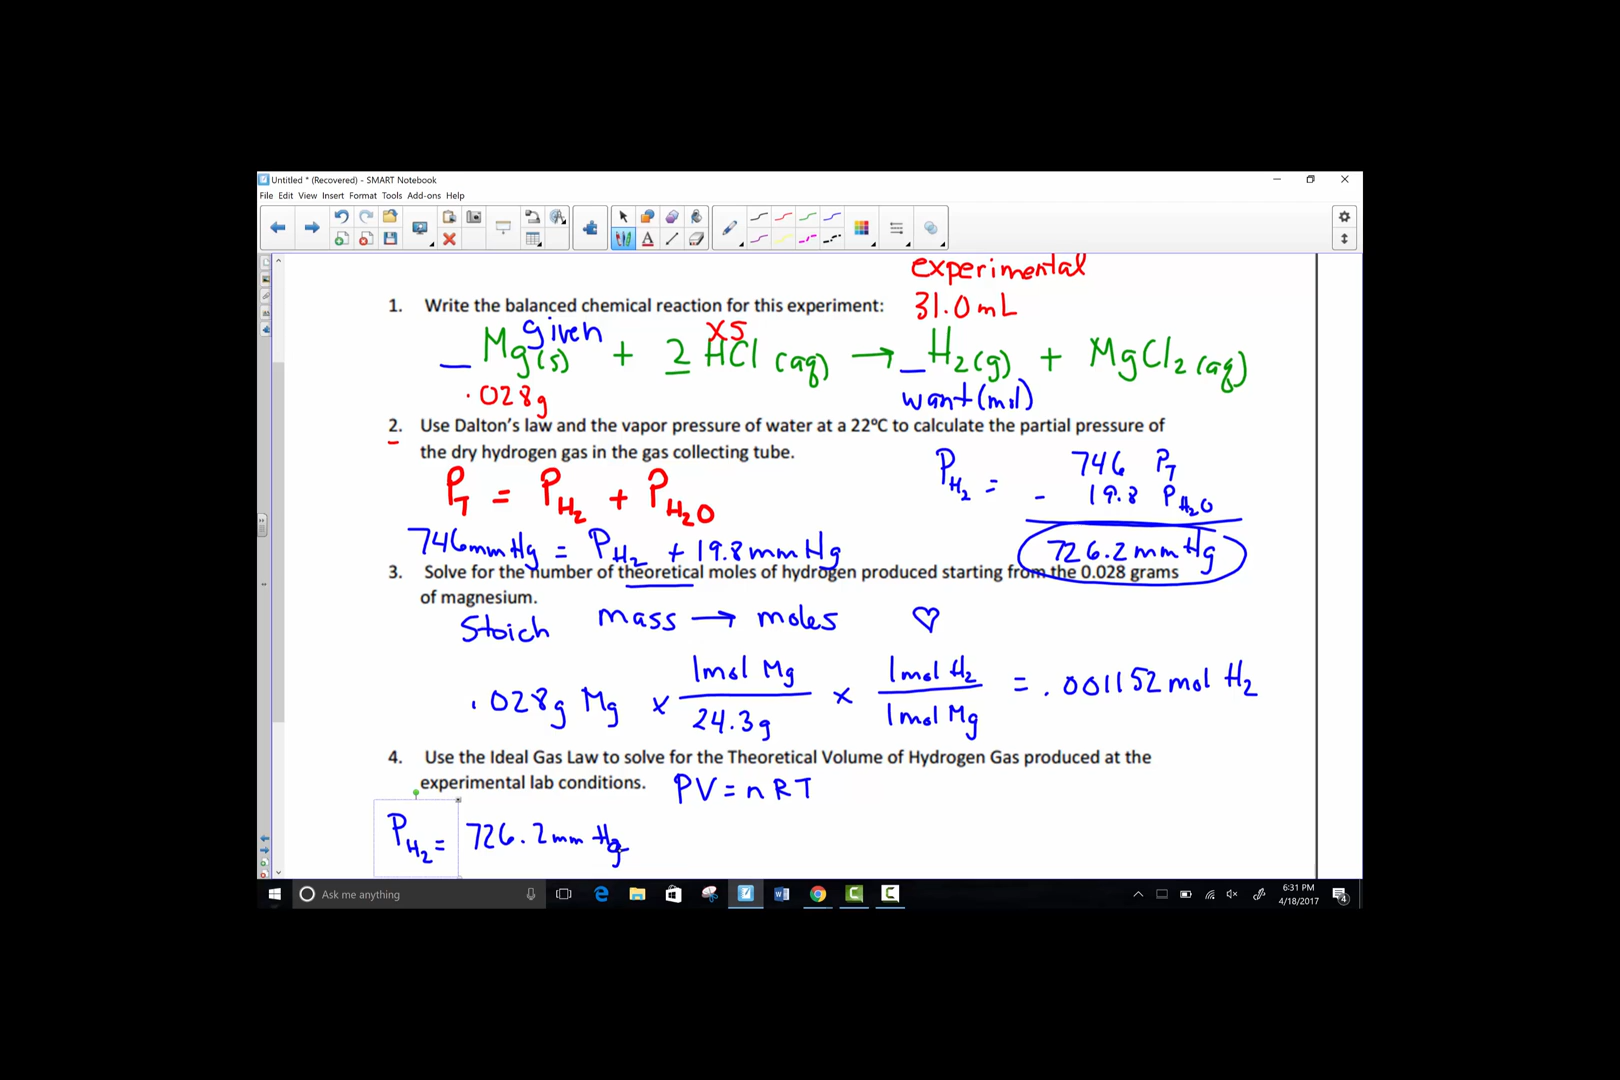 Untitled * (Recovered) - SMART Notebook
File Edit View Insert Format Tools Add-ons Help
experimental
1. Write the balanced chemical reaction for this experiment: 31.0 mL
given XS
_ Mg(s) + 2 HCl (aq) → _ H2(g) + MgCl2 (aq)
.028g want (mol)
2. Use Dalton's law and the vapor pressure of water at a 22ºC to calculate the partial pressure of
the dry hydrogen gas in the gas collecting tube.
PH2 = 746 PT
- 19.8 PH2O
PT = PH2 + PH2O
746mmHg = PH2 + 19.8mmHg 726.2mmHg
3. Solve for the number of theoretical moles of hydrogen produced starting from the 0.028 grams
of magnesium.
Stoich mass → moles ♡
.028g Mg x 1mol Mg / 24.3g x 1mol H2 / 1mol Mg = .001152 mol H2
4. Use the Ideal Gas Law to solve for the Theoretical Volume of Hydrogen Gas produced at the
experimental lab conditions. PV = nRT
PH2 = 726.2mm Hg
Ask me anything
6:31 PM
4/18/2017
4